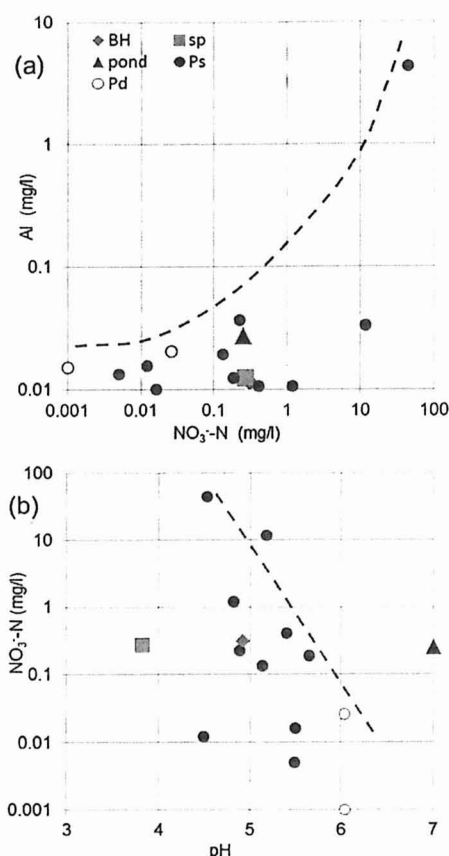 (a)
BH sp
pond Ps
Pd
10
1
0.1
0.01
Al (mg/l)
0.001 0.01 0.1 1 10 100
NO₃⁻-N (mg/l)
(b)
100
10
1
0.1
0.01
0.001
NO₃⁻-N (mg/l)
3 4 5 6 7
pH